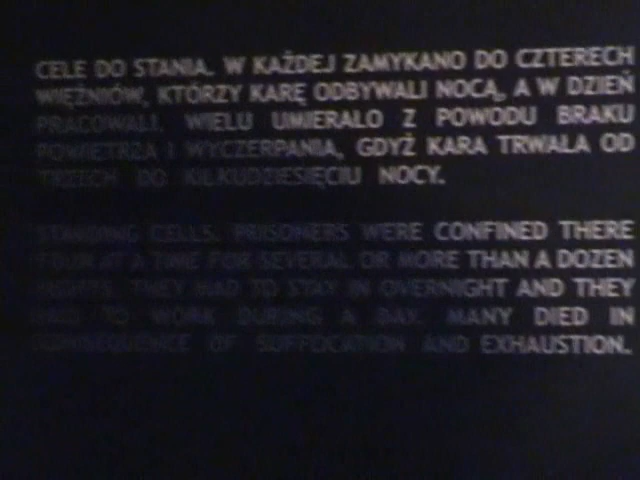 CELE DO STANIA. W KAŻDEJ ZAMYKANO DO CZTERECH
WIĘŹNIÓW, KTÓRZY KARĘ ODBYWALI NOCĄ, A W DZIEŃ
PRACOWALI. WIELU UMIERALO Z POWODU BRAKU
POWIETRZA I WYCZERPANIA, GDYŻ KARA TRWALA OD
TRZECH DO KILKUDZIESIĘCIU NOCY.
STANDING CELLS. PRISONERS WERE CONFINED THERE
FOUR AT A TIME FOR SEVERAL OR MORE THAN A DOZEN
NIGHTS. THEY HAD TO STAY IN OVERNIGHT AND THEY
HAD TO WORK DURING A DAY. MANY DIED IN
CONSEQUENCE OF SUFFOCATION AND EXHAUSTION.